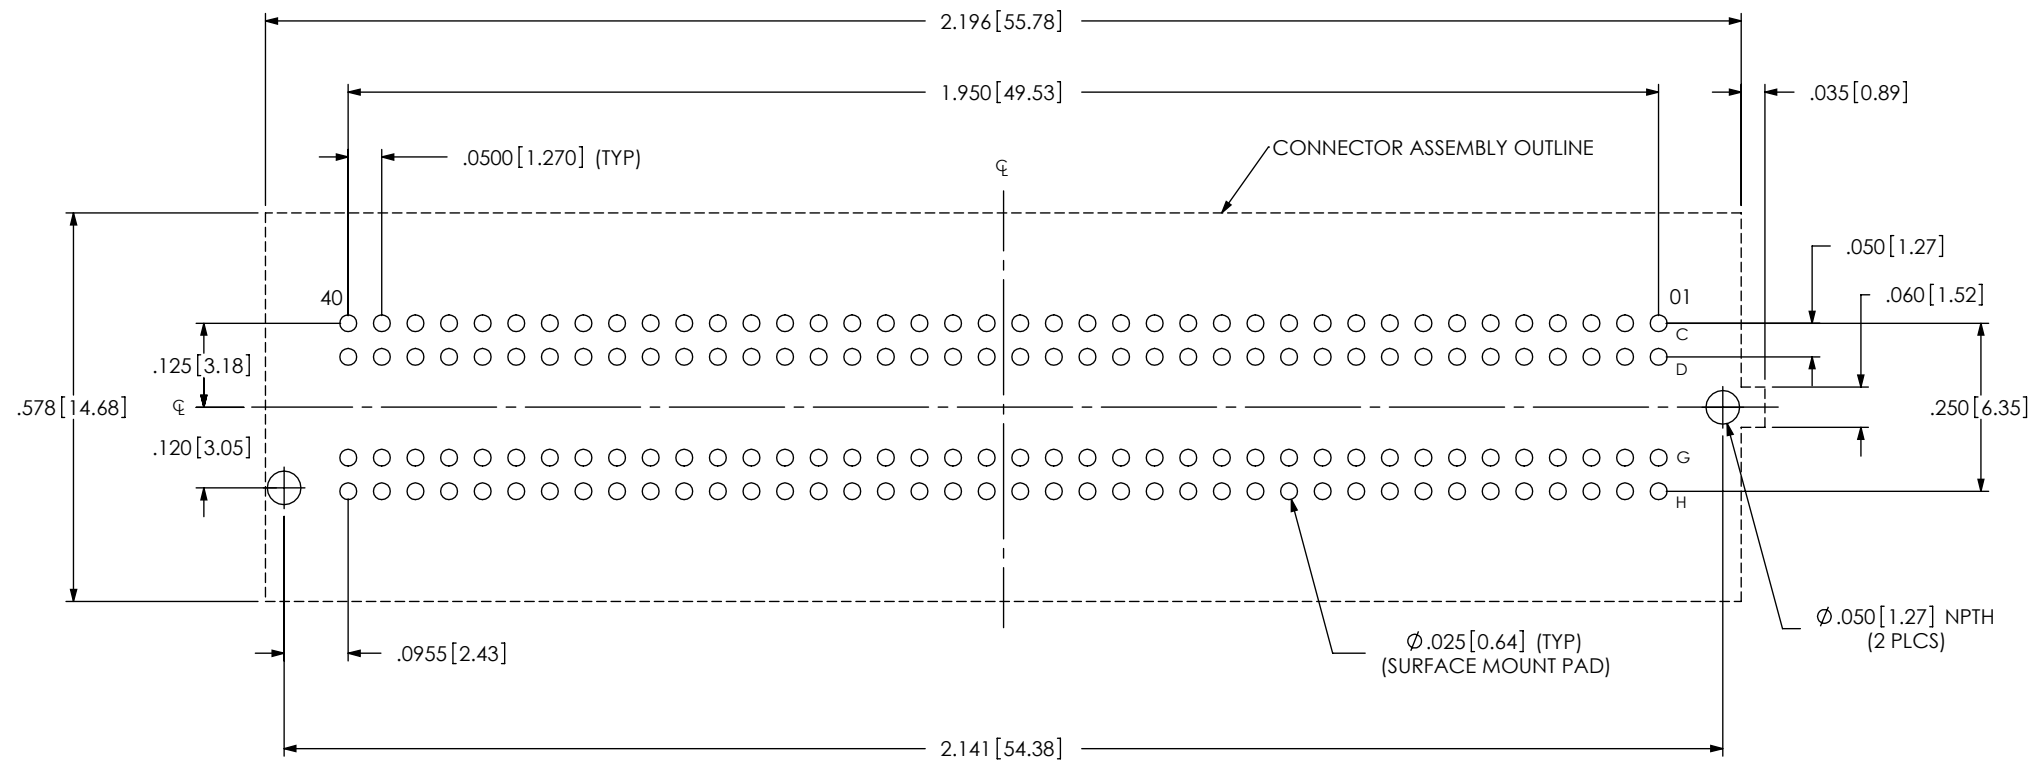 2.196[55.78]
1.950[49.53]
.035[0.89]
.0500[1.270] (TYP)
CONNECTOR ASSEMBLY OUTLINE
℄
.050[1.27]
.060[1.52]
40
01
C
.125[3.18]
D
.578[14.68]
℄
.250[6.35]
.120[3.05]
G
H
Ø.050[1.27] NPTH
(2 PLCS)
.0955[2.43]
Ø.025[0.64] (TYP)
(SURFACE MOUNT PAD)
2.141[54.38]